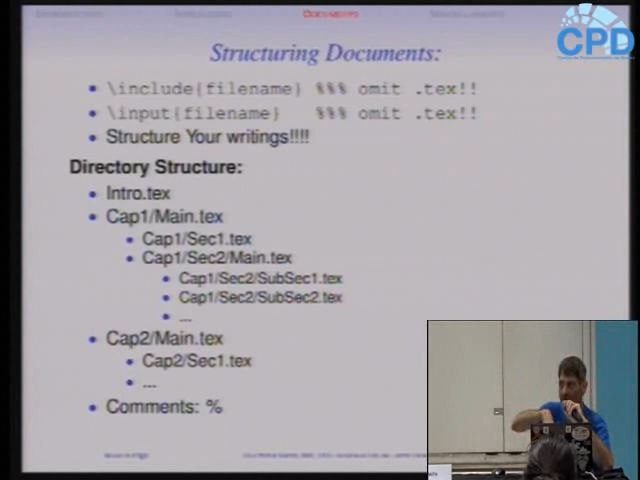 DOCUMENTS
CPD
Structuring Documents:
• \include{filename} %%% omit .tex!!
• \input{filename} %%% omit .tex!!
• Structure Your writings!!!!
Directory Structure:
• Intro.tex
• Cap1/Main.tex
• Cap1/Sec1.tex
• Cap1/Sec2/Main.tex
• Cap1/Sec2/SubSec1.tex
• Cap1/Sec2/SubSec2.tex
• ...
• Cap2/Main.tex
• Cap2/Sec1.tex
• ...
• Comments: %